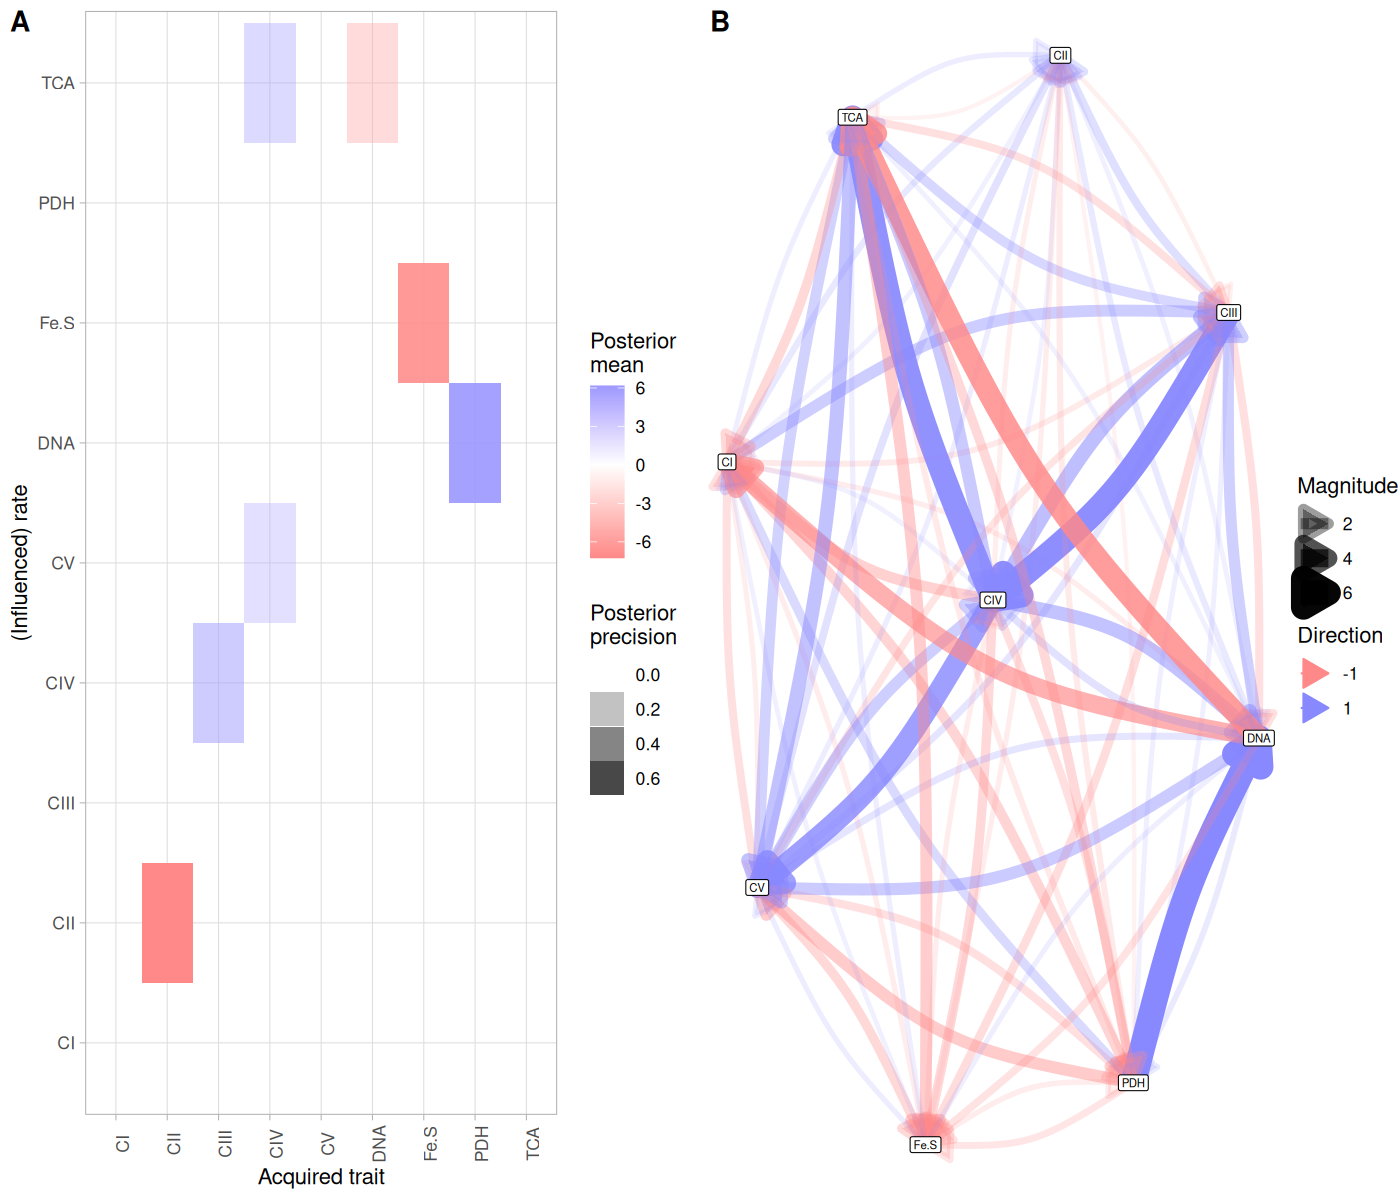 A
(Influenced) rate
TCA
PDH
Fe.S
DNA
CV
CIV
CIII
CII
CI
CI
CII
CIII
CIV
CV
DNA
Fe.S
PDH
TCA
Acquired trait
Posterior
mean
6
3
0
-3
-6
Posterior
precision
0.0
0.2
0.4
0.6
B
CII
TCA
CIII
CI
CIV
DNA
CV
PDH
Fe.S
Magnitude
2
4
6
Direction
-1
1